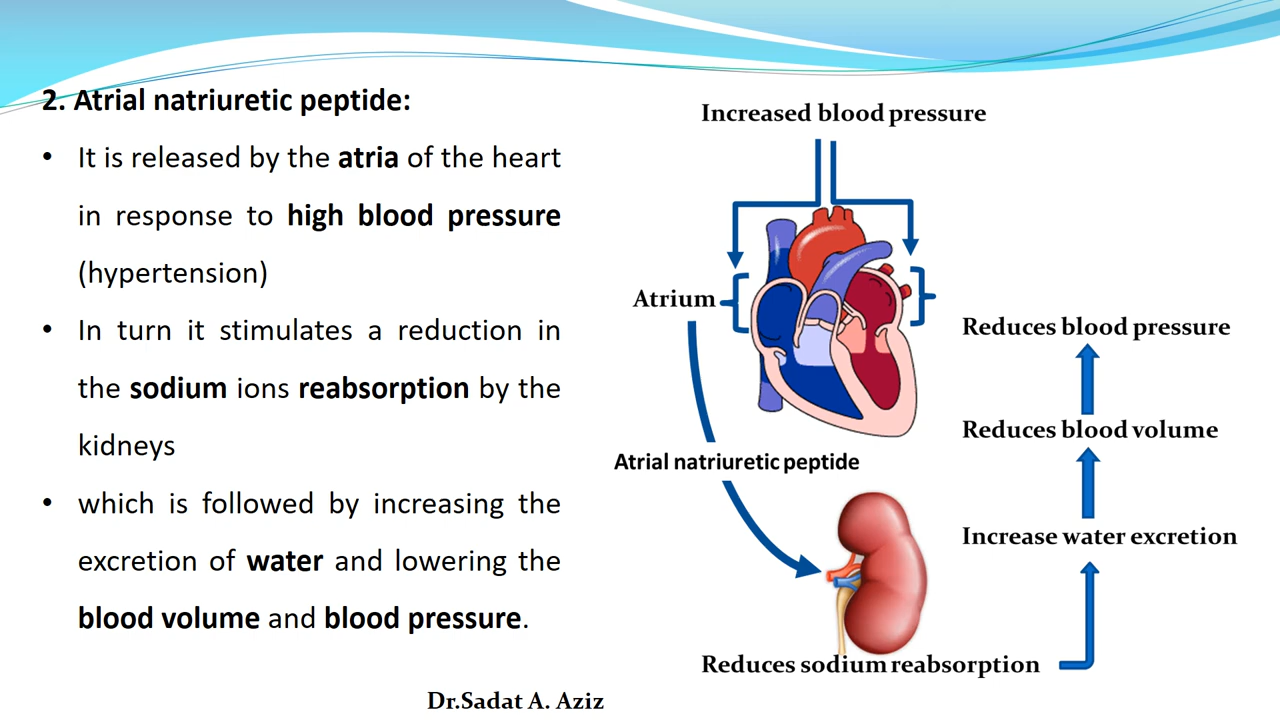 2. Atrial natriuretic peptide:
• It is released by the atria of the heart
in response to high blood pressure
(hypertension)
• In turn it stimulates a reduction in
the sodium ions reabsorption by the
kidneys
• which is followed by increasing the
excretion of water and lowering the
blood volume and blood pressure.
Increased blood pressure
Atrium
Atrial natriuretic peptide
Reduces sodium reabsorption
Increase water excretion
Reduces blood volume
Reduces blood pressure
Dr.Sadat A. Aziz